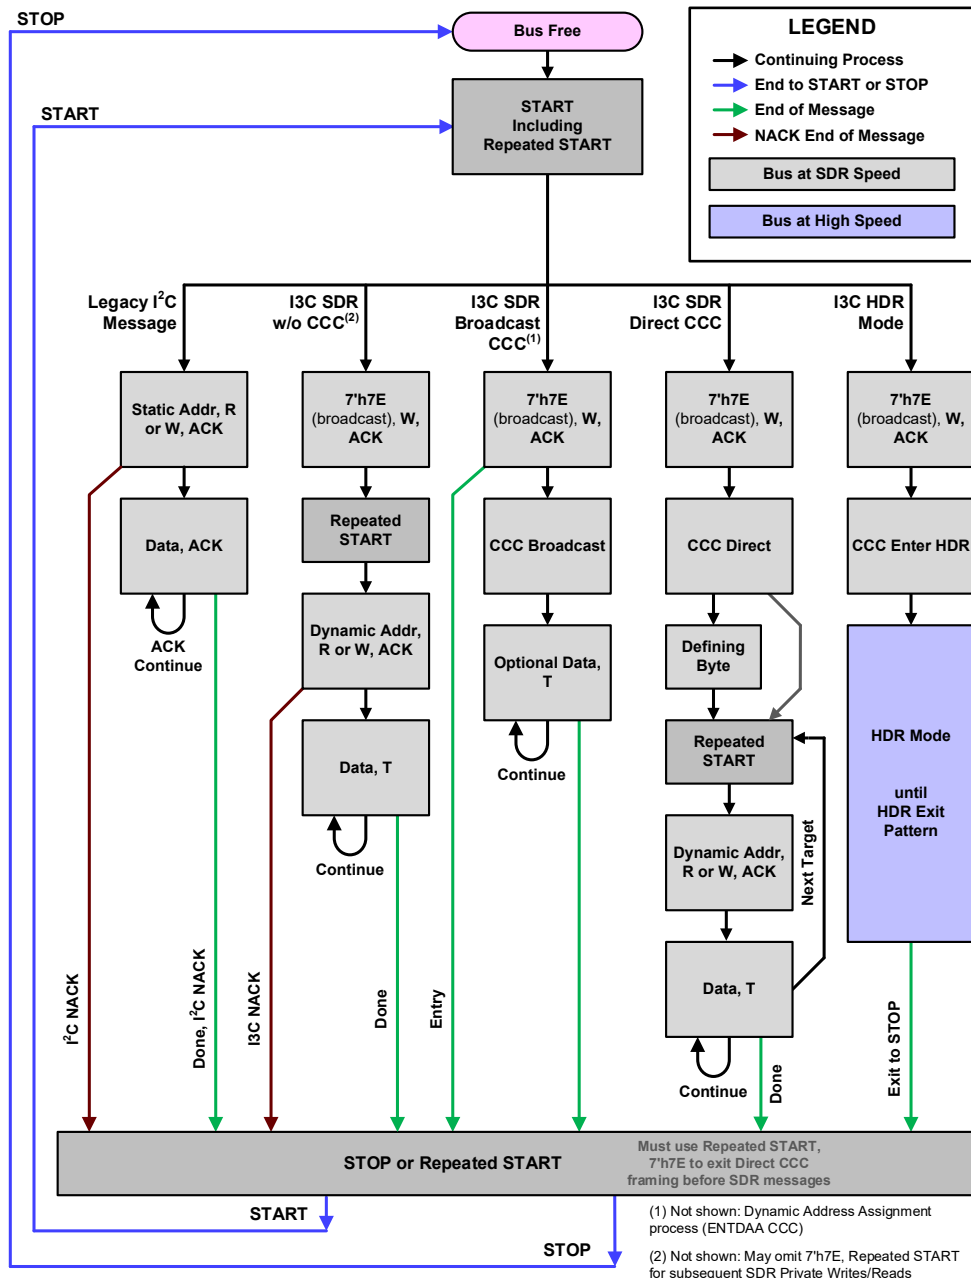 STOP
Bus Free
LEGEND
Continuing Process
End to START or STOP
End of Message
NACK End of Message
Bus at SDR Speed
Bus at High Speed
START
START
Including
Repeated START
Legacy I²C
Message
I3C SDR
w/o CCC(2)
I3C SDR
Broadcast
CCC(1)
I3C SDR
Direct CCC
I3C HDR
Mode
Static Addr, R
or W, ACK
7'h7E
(broadcast), W,
ACK
7'h7E
(broadcast), W,
ACK
7'h7E
(broadcast), W,
ACK
7'h7E
(broadcast), W,
ACK
Data, ACK
Repeated
START
CCC Broadcast
CCC Direct
CCC Enter HDR
ACK
Continue
Dynamic Addr,
R or W, ACK
Optional Data,
T
Defining
Byte
Data, T
Continue
Continue
Repeated
START
HDR Mode
until
HDR Exit
Pattern
Dynamic Addr,
R or W, ACK
Next Target
Data, T
Continue
I²C NACK
Done, I²C NACK
I3C NACK
Done
Entry
Done
Exit to STOP
STOP or Repeated START
Must use Repeated START,
7'h7E to exit Direct CCC
framing before SDR messages
START
STOP
(1) Not shown: Dynamic Address Assignment
process (ENTDAA CCC)
(2) Not shown: May omit 7'h7E, Repeated START
for subsequent SDR Private Writes/Reads